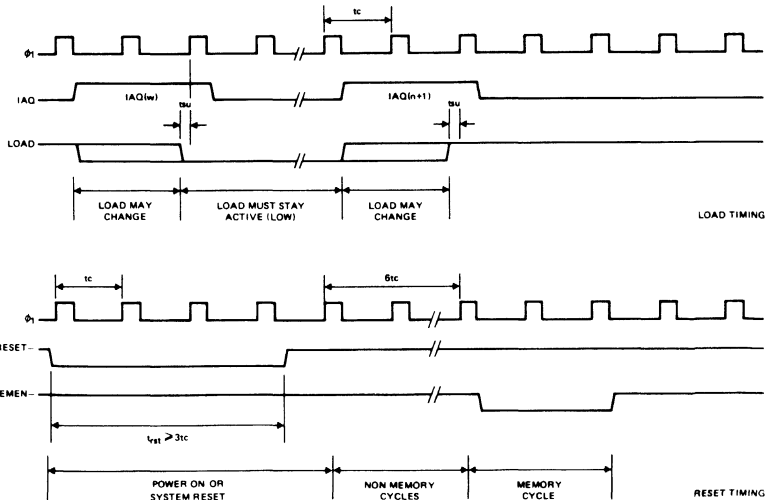 tc
ϕ1
IAQ
IAQ(w)
IAQ(n+1)
tsu
tsu
LOAD
LOAD MAY
CHANGE
LOAD MUST STAY
ACTIVE (LOW)
LOAD MAY
CHANGE
LOAD TIMING
tc
6tc
ϕ1
ESET–
EMEN–
trst ⩾3tc
POWER ON OR
SYSTEM RESET
NON MEMORY
CYCLES
MEMORY
CYCLE
RESET TIMING